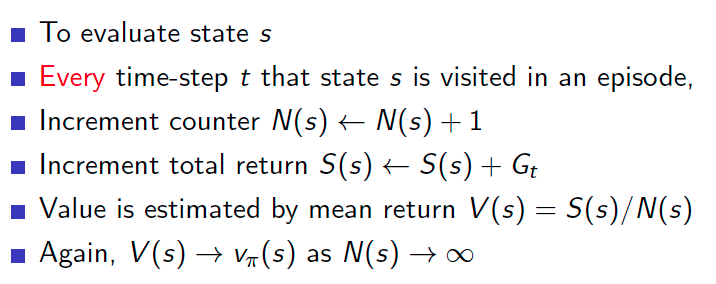 To evaluate state s
Every time-step t that state s is visited in an episode,
Increment counter N(s) ← N(s) + 1
Increment total return S(s) ← S(s) + Gₜ
Value is estimated by mean return V(s) = S(s)/N(s)
Again, V(s) → v_π(s) as N(s) → ∞